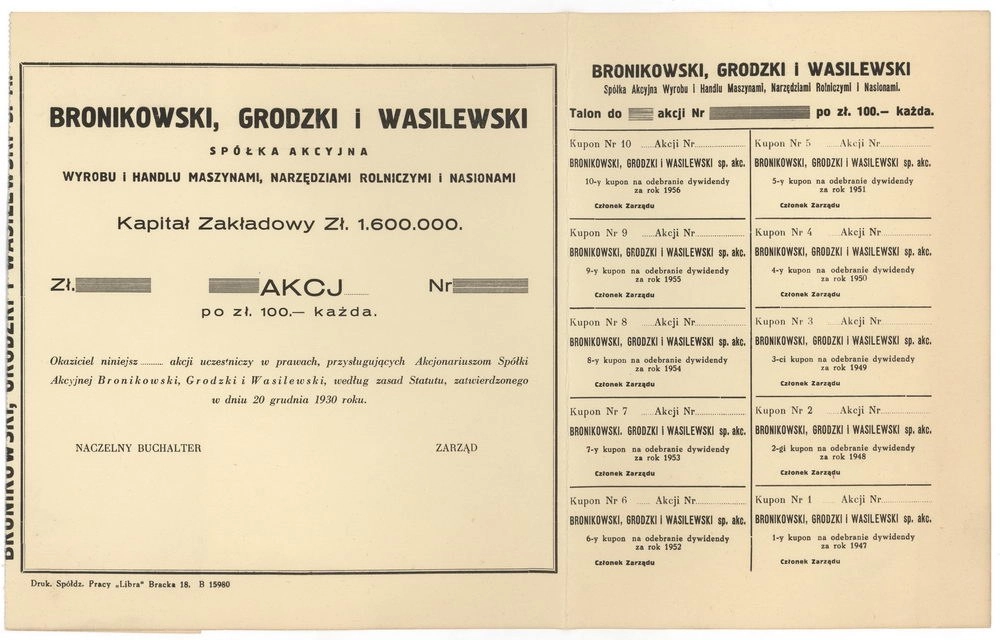 BRONIKOWSKI, GRODZKI i WASILEWSKI
SPÓŁKA AKCYJNA
WYROBU i HANDLU MASZYNAMI, NARZĘDZIAMI ROLNICZYMI i NASIONAMI
Kapitał Zakładowy Zł. 1.600.000.
Zł. AKCJ...... Nr
po zł. 100.— każda.
Okaziciel niniejsz......... akcji uczestniczy w prawach, przysługujących Akcjonariuszom Spółki
Akcyjnej Bronikowski, Grodzki i Wasilewski, według zasad Statutu, zatwierdzonego
w dniu 20 grudnia 1930 roku.
NACZELNY BUCHALTER ZARZĄD
Druk. Spółdz. Pracy „Libra" Bracka 18. B 15980
BRONIKOWSKI, GRODZKI i WASILEWSKI
BRONIKOWSKI, GRODZKI i WASILEWSKI
Spółka Akcyjna Wyrobu i Handlu Maszynami, Narzędziami Rolniczymi i Nasionami.
Talon do akcji Nr po zł. 100.— każda.
Kupon Nr 10 ..... Akcji Nr..............
BRONIKOWSKI, GRODZKI i WASILEWSKI sp. akc.
10-y kupon na odebranie dywidendy
za rok 1956
Członek Zarządu
Kupon Nr 5 ..... Akcji Nr..............
BRONIKOWSKI, GRODZKI i WASILEWSKI sp. akc.
5-y kupon na odebranie dywidendy
za rok 1951
Członek Zarządu
Kupon Nr 9 ..... Akcji Nr..............
BRONIKOWSKI, GRODZKI i WASILEWSKI sp. akc.
9-y kupon na odebranie dywidendy
za rok 1955
Członek Zarządu
Kupon Nr 4 ..... Akcji Nr..............
BRONIKOWSKI, GRODZKI i WASILEWSKI sp. akc.
4-y kupon na odebranie dywidendy
za rok 1950
Członek Zarządu
Kupon Nr 8 ..... Akcji Nr..............
BRONIKOWSKI, GRODZKI i WASILEWSKI sp. akc.
8-y kupon na odebranie dywidendy
za rok 1954
Członek Zarządu
Kupon Nr 3 ..... Akcji Nr..............
BRONIKOWSKI, GRODZKI i WASILEWSKI sp. akc.
3-ci kupon na odebranie dywidendy
za rok 1949
Członek Zarządu
Kupon Nr 7 ..... Akcji Nr..............
BRONIKOWSKI. GRODZKI i WASILEWSKI sp. akc.
7-y kupon na odebranie dywidendy
za rok 1953
Członek Zarządu
Kupon Nr 2 ..... Akcji Nr..............
BRONIKOWSKI, GRODZKI i WASILEWSKI sp. akc.
2-gi kupon na odebranie dywidendy
za rok 1948
Członek Zarządu
Kupon Nr 6 ..... Akcji Nr..............
BRONIKOWSKI, GRODZKI i WASILEWSKI sp. akc.
6-y kupon na odebranie dywidendy
za rok 1952
Członek Zarządu
Kupon Nr 1 ..... Akcji Nr..............
BRONIKOWSKI, GRODZKI i WASILEWSKI sp. akc.
1-y kupon na odebranie dywidendy
za rok 1947
Członek Zarządu